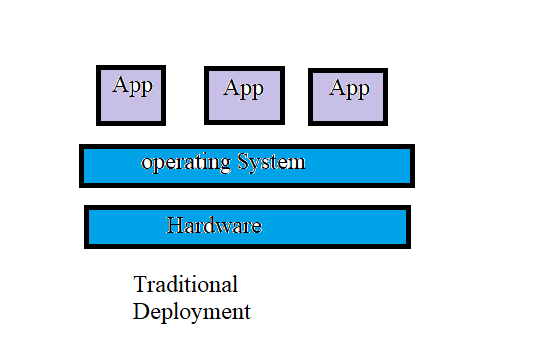 App App App
operating System
Hardware
Traditional
Deployment